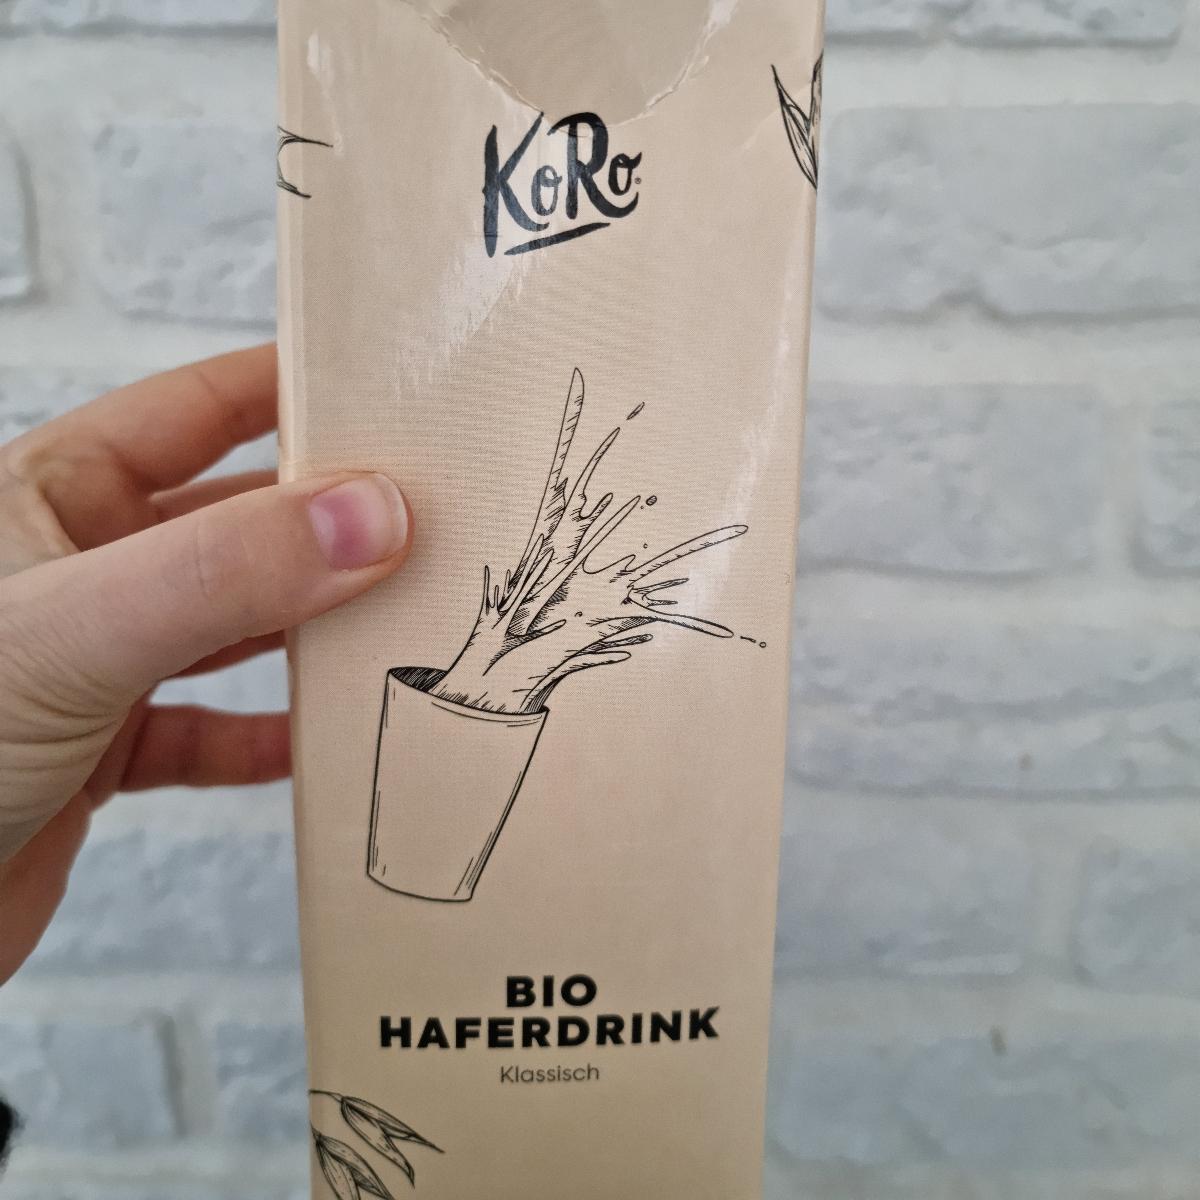 KoRo
BIO
HAFERDRINK
Klassisch